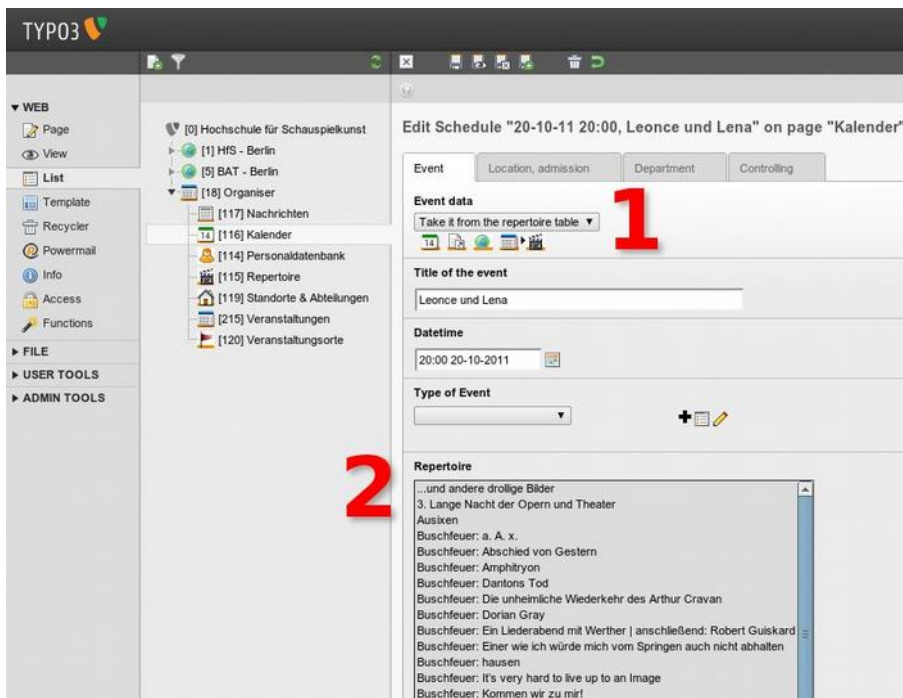 TYPO3
WEB
Page
View
List
Template
Recycler
Powermail
Info
Access
Functions
FILE
USER TOOLS
ADMIN TOOLS
[0] Hochschule für Schauspielkunst
[1] HfS - Berlin
[5] BAT - Berlin
[18] Organiser
[117] Nachrichten
14 [116] Kalender
[114] Personaldatenbank
[115] Repertoire
[119] Standorte & Abteilungen
[215] Veranstaltungen
[120] Veranstaltungsorte
Edit Schedule "20-10-11 20:00, Leonce und Lena" on page "Kalender"
Event Location, admission Department Controlling
Event data
Take it from the repertoire table
14
1
Title of the event
Leonce und Lena
Datetime
20:00 20-10-2011
Type of Event
2
Repertoire
...und andere drollige Bilder
3. Lange Nacht der Opern und Theater
Ausixen
Buschfeuer: a. A. x.
Buschfeuer: Abschied von Gestern
Buschfeuer: Amphitryon
Buschfeuer: Dantons Tod
Buschfeuer: Die unheimliche Wiederkehr des Arthur Cravan
Buschfeuer: Dorian Gray
Buschfeuer: Ein Liederabend mit Werther | anschließend: Robert Guiskard
Buschfeuer: Einer wie ich würde mich vom Springen auch nicht abhalten
Buschfeuer: hausen
Buschfeuer: It's very hard to live up to an Image
Buschfeuer: Kommen wir zu mir!